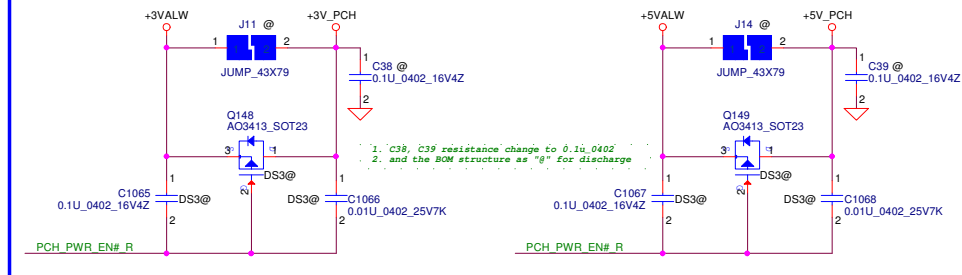 +3VALW
+3V_PCH
J11 @
1
2
1 2
JUMP_43X79
1
C38 @
0.1U_0402_16V4Z
2
Q148
AO3413_SOT23
3
1
2
DS3@
1
C1065
0.1U_0402_16V4Z
DS3@
2
1
DS3@
C1066
0.01U_0402_25V7K
2
PCH_PWR_EN#_R
1. C38, C39 resistance change to 0.1u_0402
2. and the BOM structure as "@" for discharge
+5VALW
+5V_PCH
J14 @
1
2
1 2
JUMP_43X79
1
C39 @
0.1U_0402_16V4Z
2
Q149
AO3413_SOT23
3
1
2
DS3@
1
C1067
0.1U_0402_16V4Z
DS3@
2
1
DS3@
C1068
0.01U_0402_25V7K
2
PCH_PWR_EN#_R